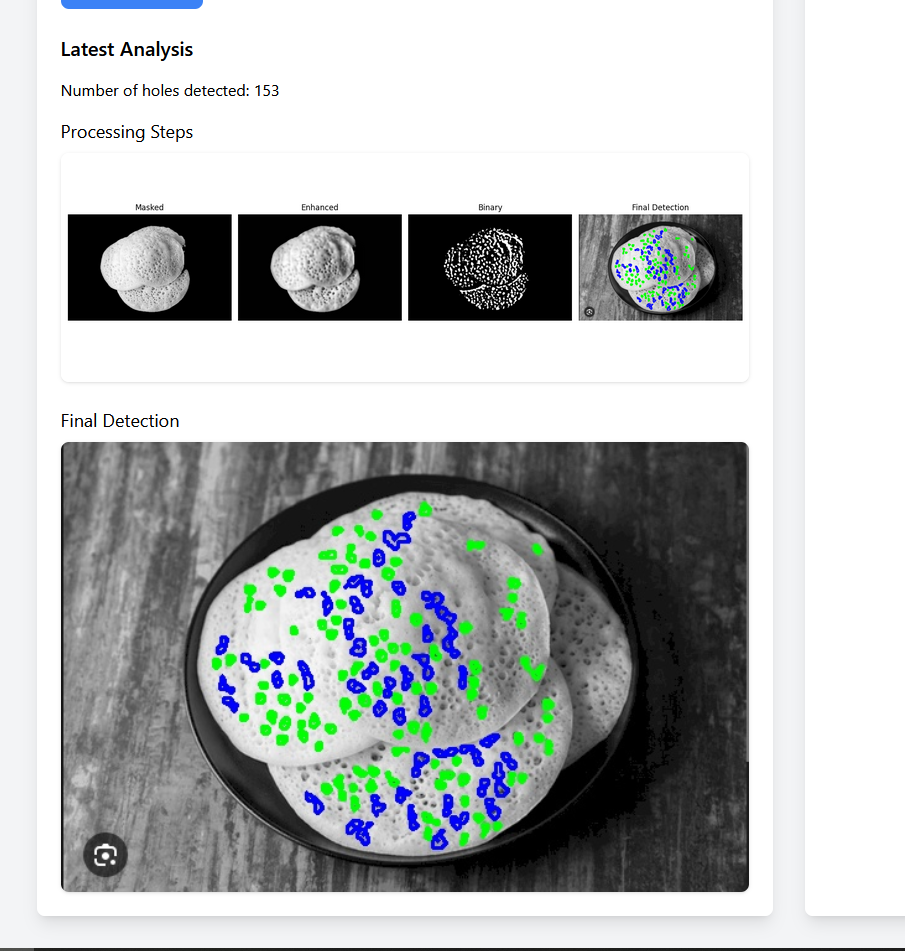 Latest Analysis
Number of holes detected: 153
Processing Steps
Masked
Enhanced
Binary
Final Detection
Final Detection